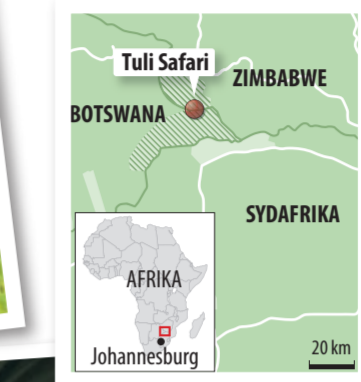 Tuli Safari
ZIMBABWE
BOTSWANA
SYDAFRIKA
AFRIKA
Johannesburg
20 km